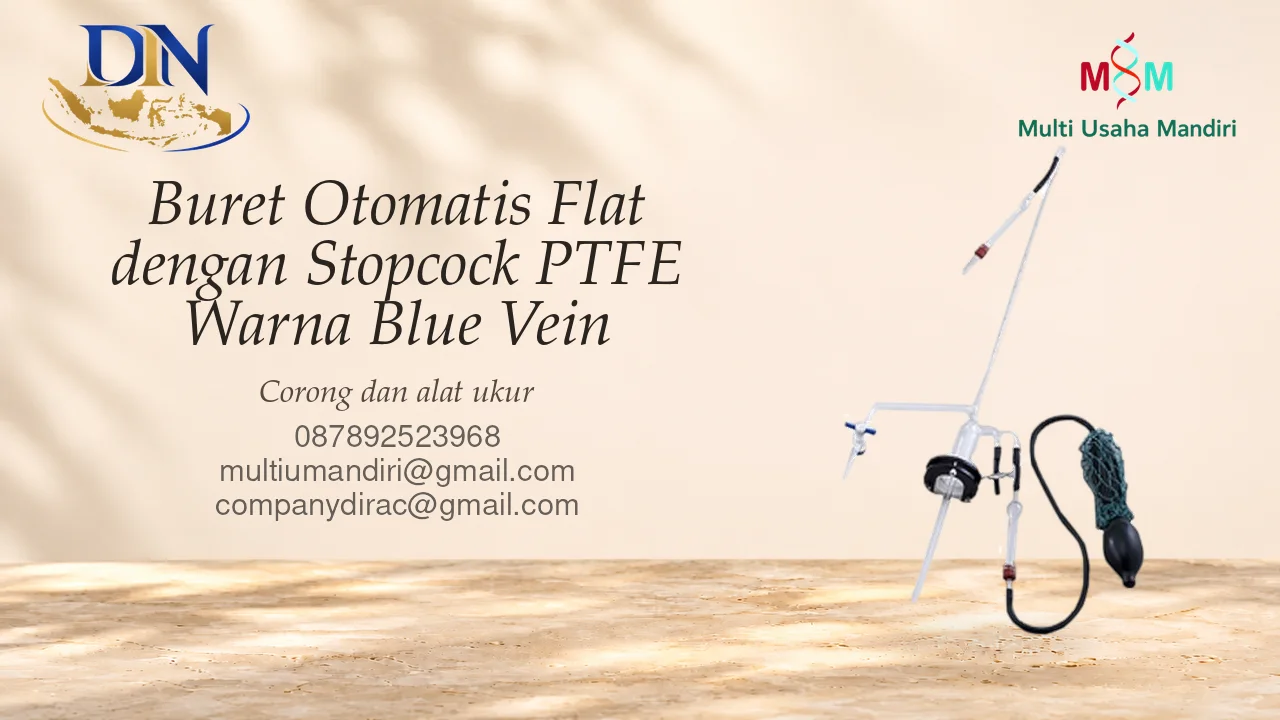 DIN
M M
Multi Usaha Mandiri
Buret Otomatis Flat
dengan Stopcock PTFE
Warna Blue Vein
Corong dan alat ukur
087892523968
multiumandiri@gmail.com
companydirac@gmail.com